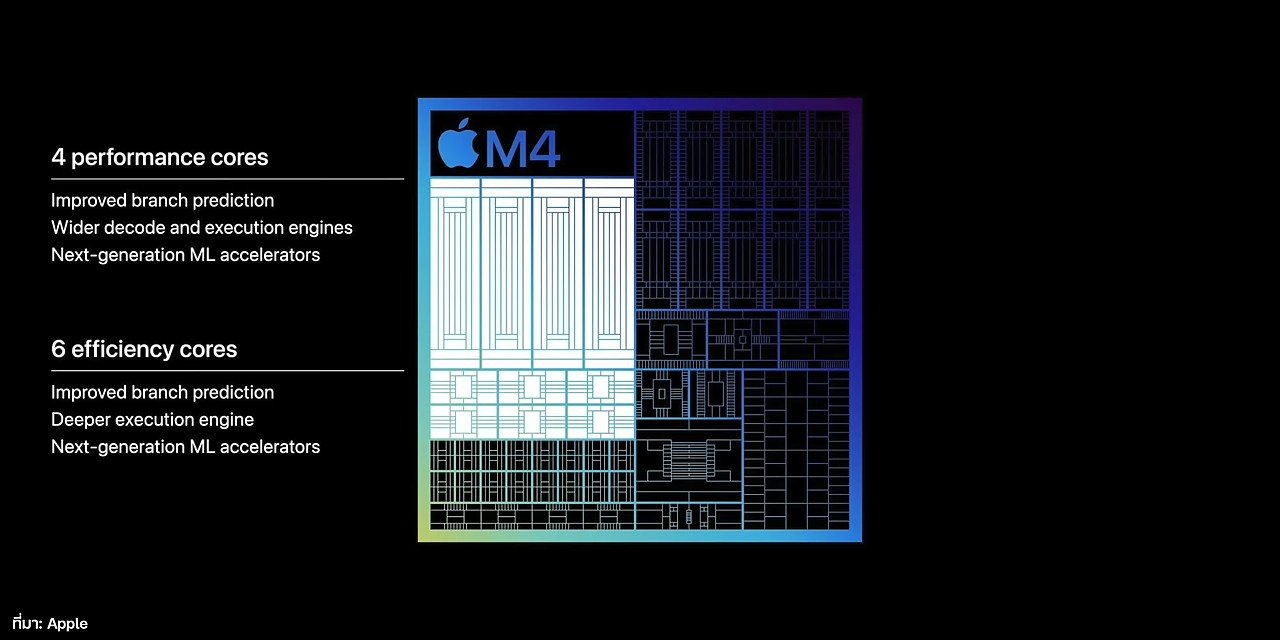 4 performance cores
Improved branch prediction
Wider decode and execution engines
Next-generation ML accelerators
6 efficiency cores
Improved branch prediction
Deeper execution engine
Next-generation ML accelerators
M4
ที่มา: Apple